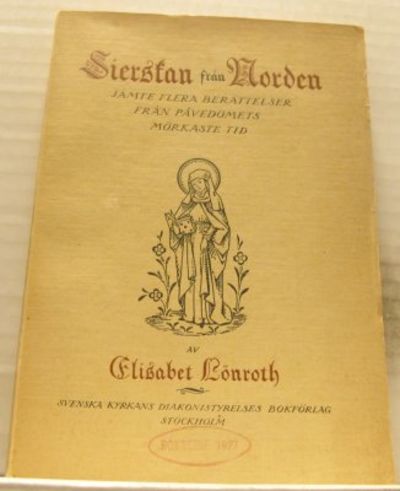 Sierskan från Norden
JÄMTE FLERA BERÄTTELSER
FRÅN PÅVEDÖMETS
MÖRKASTE TID
AV
Elisabet Lönroth
SVENSKA KYRKANS DIAKONISTYRELSES BOKFÖRLAG
STOCKHOLM